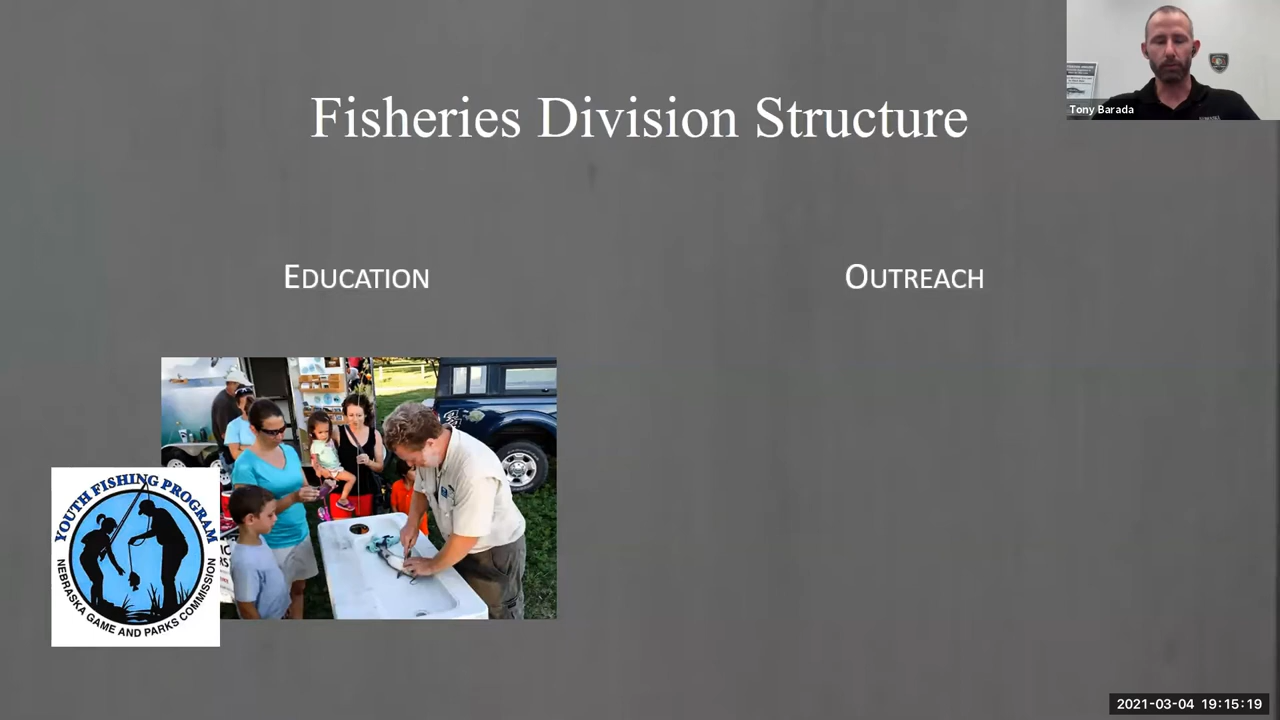 Fisheries Division Structure
Tony Barada
EDUCATION
OUTREACH
YOUTH FISHING PROGRAM
NEBRASKA GAME AND PARKS COMMISSION
2021-03-04 19:15:19